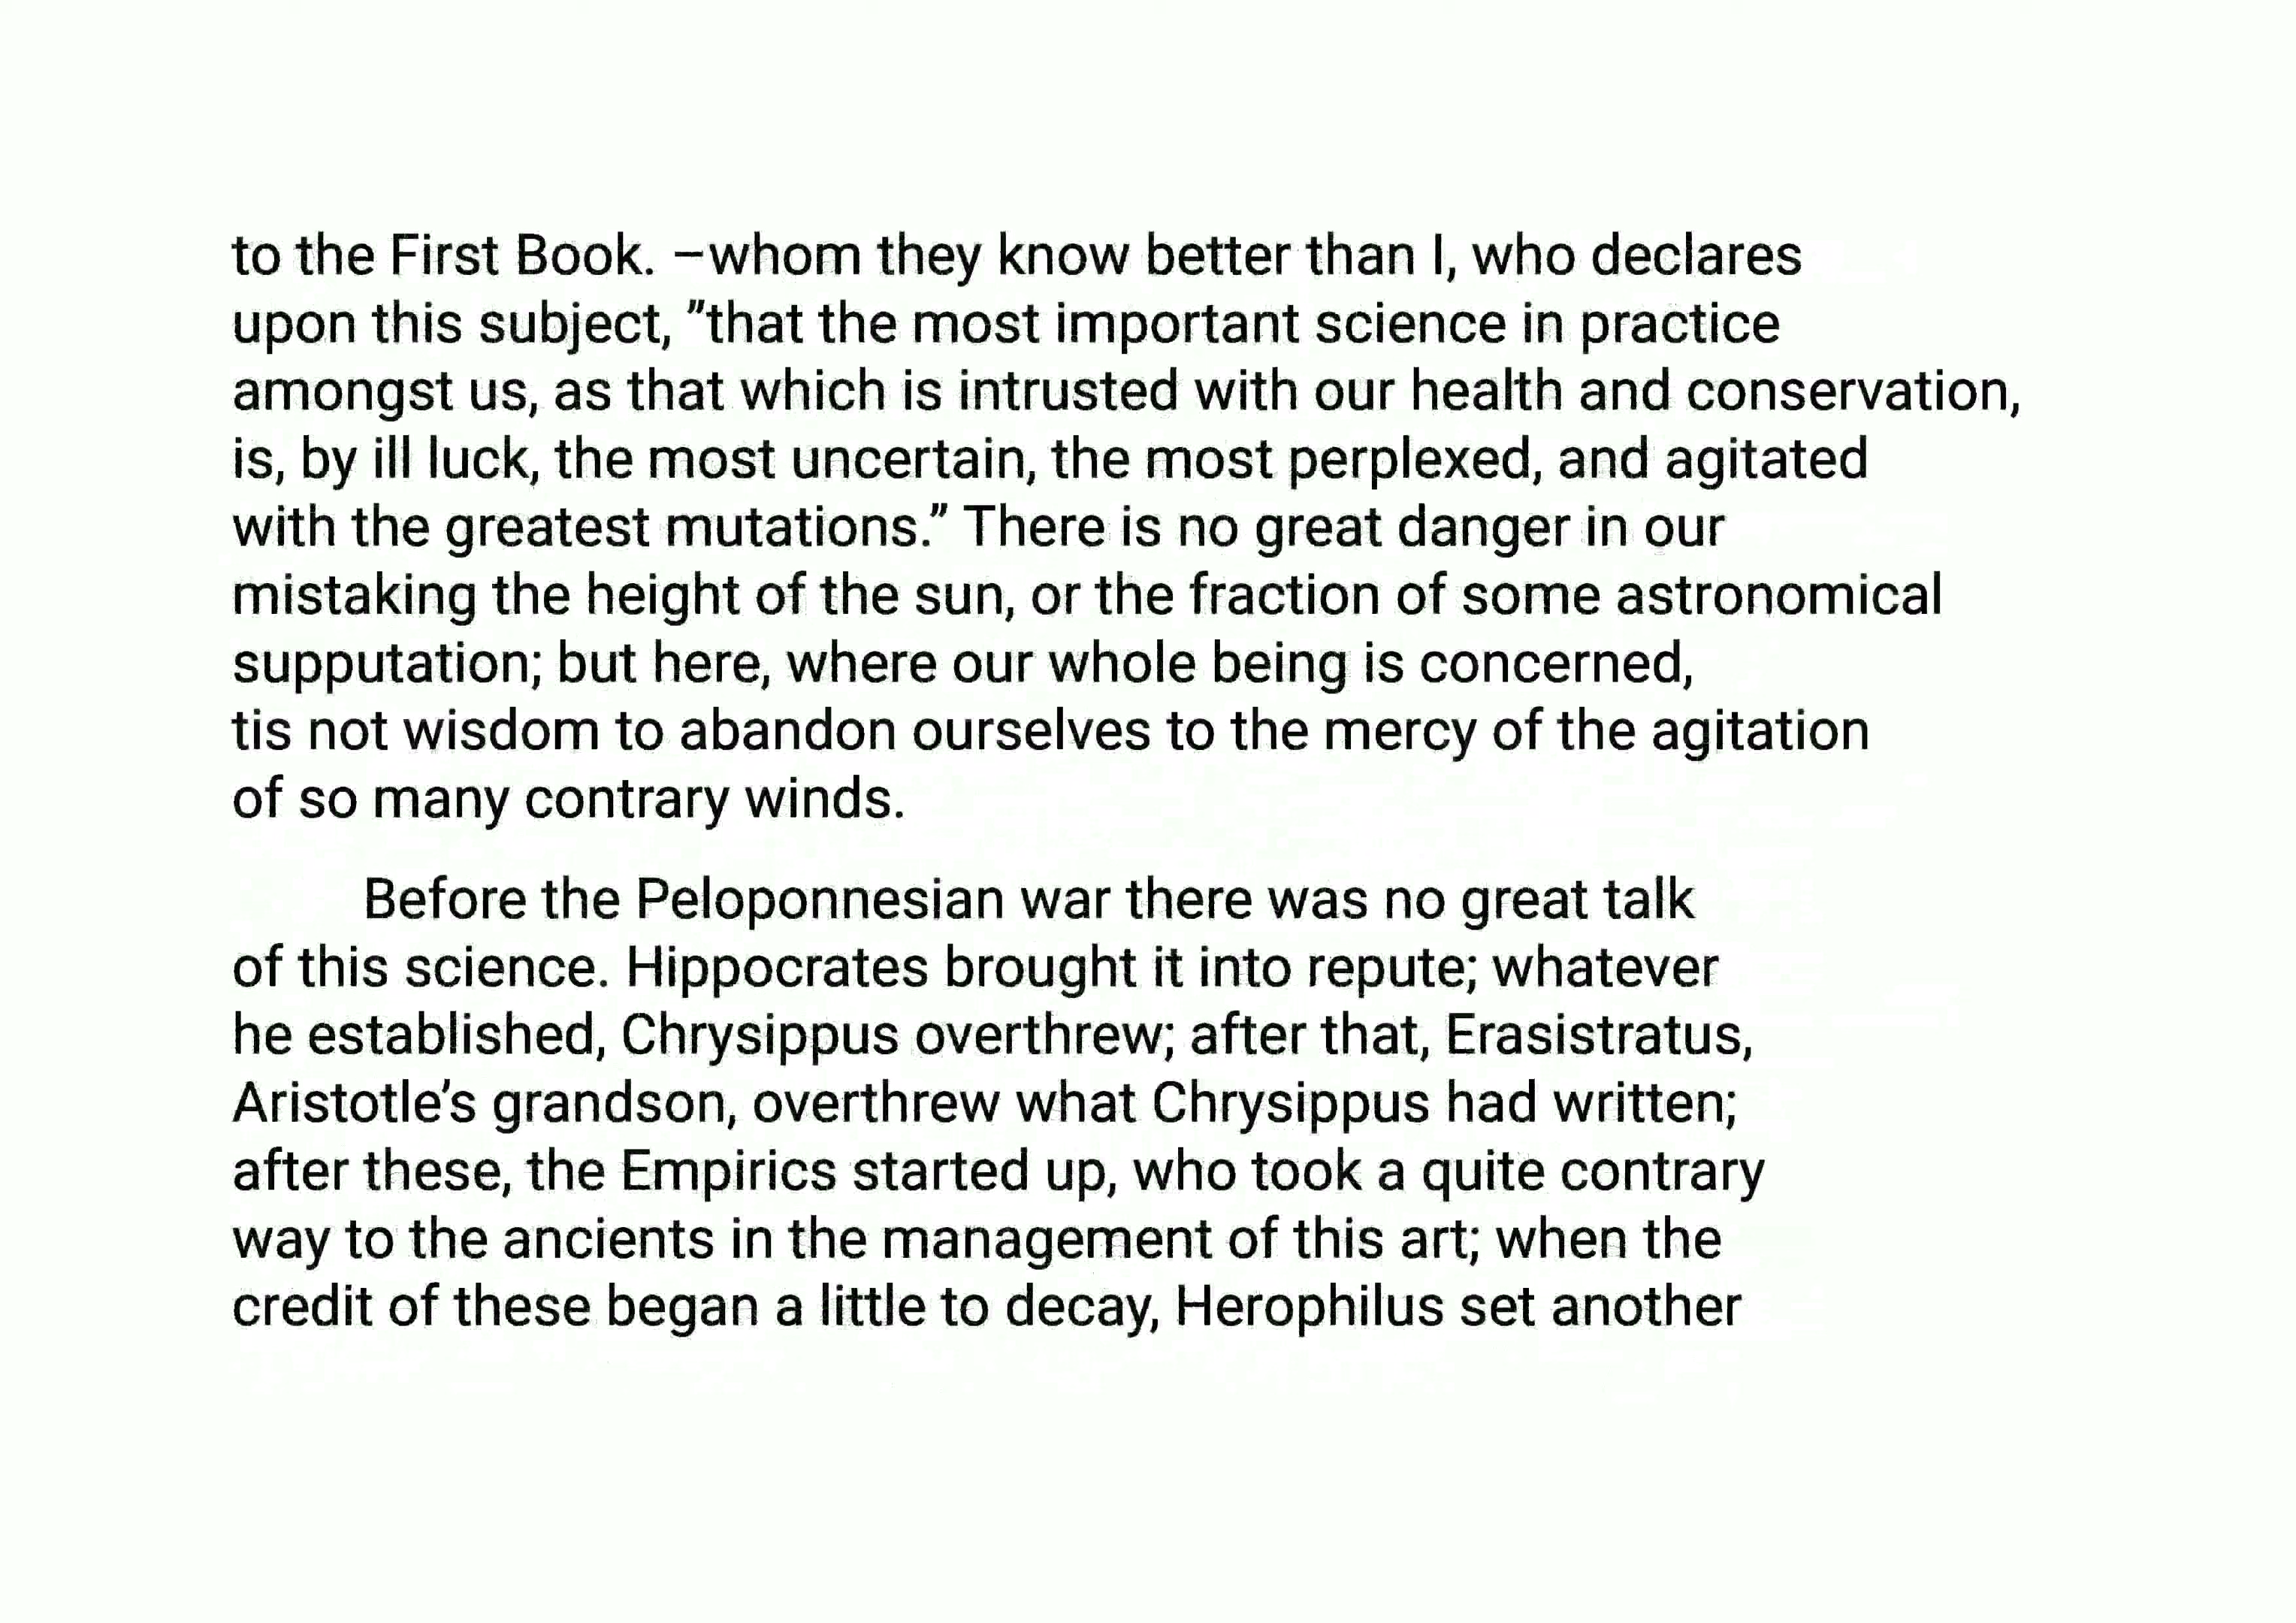 to the First Book. –whom they know better than I, who declares
upon this subject, "that the most important science in practice
amongst us, as that which is intrusted with our health and conservation,
is, by ill luck, the most uncertain, the most perplexed, and agitated
with the greatest mutations." There is no great danger in our
mistaking the height of the sun, or the fraction of some astronomical
supputation; but here, where our whole being is concerned,
tis not wisdom to abandon ourselves to the mercy of the agitation
of so many contrary winds.
Before the Peloponnesian war there was no great talk
of this science. Hippocrates brought it into repute; whatever
he established, Chrysippus overthrew; after that, Erasistratus,
Aristotle's grandson, overthrew what Chrysippus had written;
after these, the Empirics started up, who took a quite contrary
way to the ancients in the management of this art; when the
credit of these began a little to decay, Herophilus set another